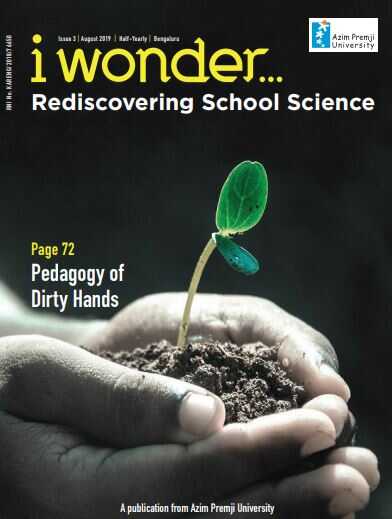 Issue 3 | August 2019 | Half-Yearly | Bengaluru
Azim Premji
University
i wonder...
Rediscovering School Science
Page 72
Pedagogy of
Dirty Hands
A publication from Azim Premji University